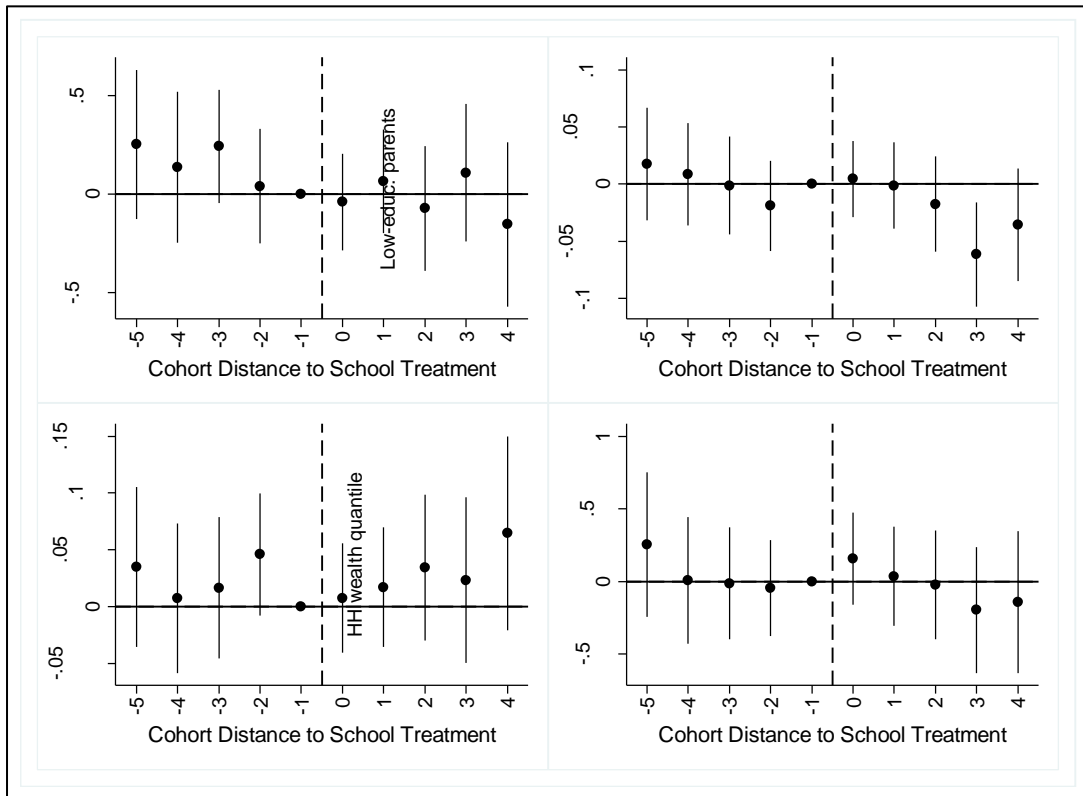 .5
0
-.5
Low-educ. parents
-5 -4 -3 -2 -1 0 1 2 3 4
Cohort Distance to School Treatment
.1
.05
0
-.05
-.1
-5 -4 -3 -2 -1 0 1 2 3 4
Cohort Distance to School Treatment
.15
.1
.05
0
-.05
HH wealth quantile
-5 -4 -3 -2 -1 0 1 2 3 4
Cohort Distance to School Treatment
1
.5
0
-.5
-5 -4 -3 -2 -1 0 1 2 3 4
Cohort Distance to School Treatment